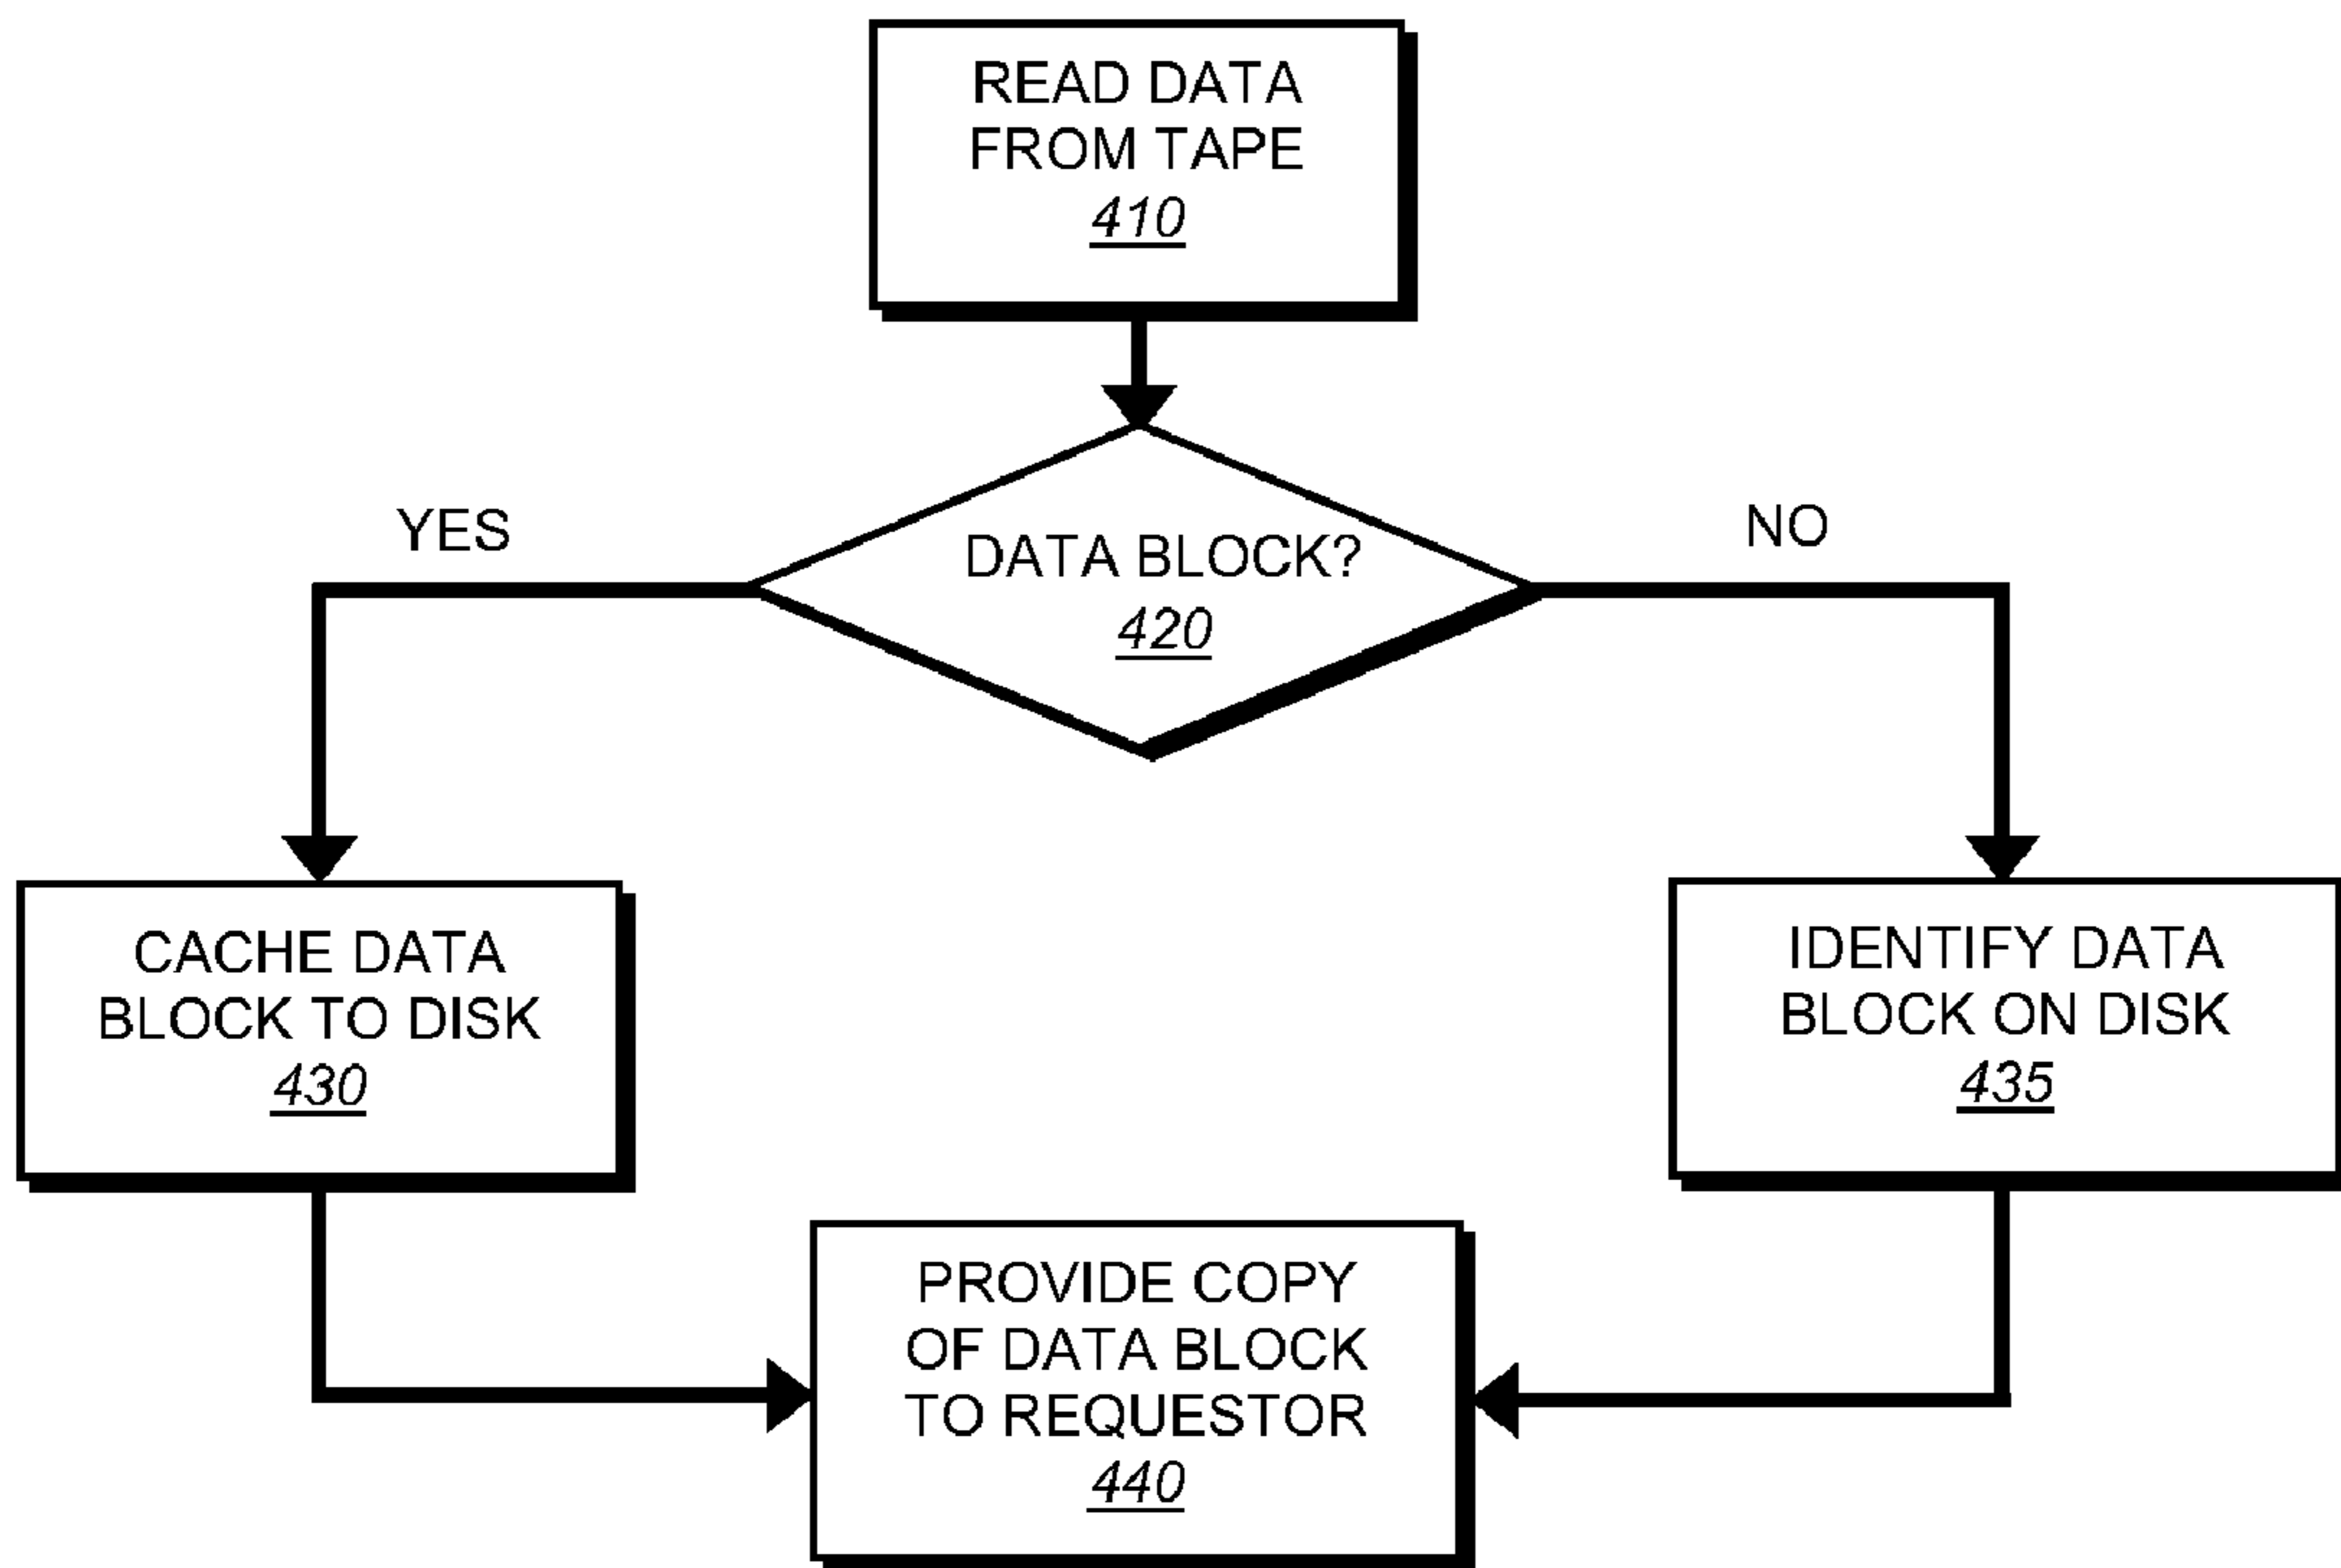 READ DATA
FROM TAPE
410
YES
NO
DATA BLOCK?
420
CACHE DATA
BLOCK TO DISK
430
IDENTIFY DATA
BLOCK ON DISK
435
PROVIDE COPY
OF DATA BLOCK
TO REQUESTOR
440